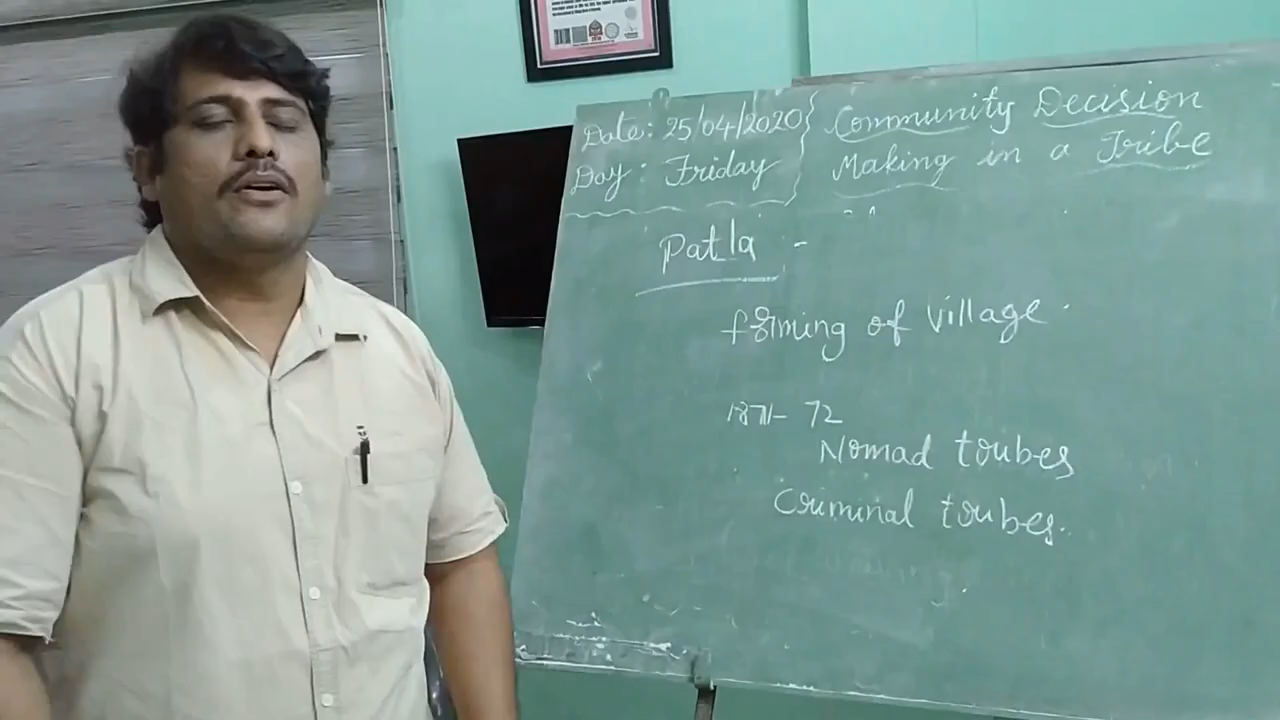 Date: 25/04/2020
Day: Friday
Community Decision
Making in a Tribe
Patla -
forming of village.
1871-72
Nomad tribes
Criminal tribes.